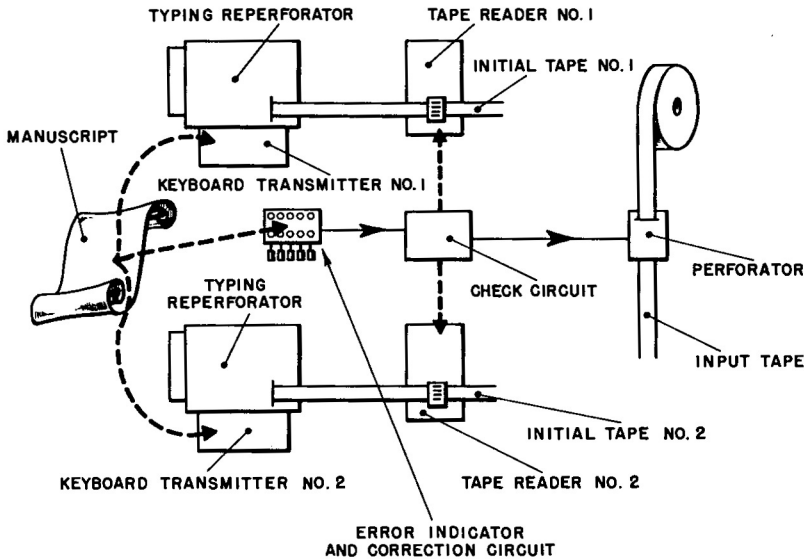 TYPING REPERFORATOR
TAPE READER NO.1
INITIAL TAPE NO.1
MANUSCRIPT
KEYBOARD TRANSMITTER NO.1
PERFORATOR
CHECK CIRCUIT
TYPING
REPERFORATOR
INPUT TAPE
INITIAL TAPE NO.2
KEYBOARD TRANSMITTER NO.2
TAPE READER NO.2
ERROR INDICATOR
AND CORRECTION CIRCUIT